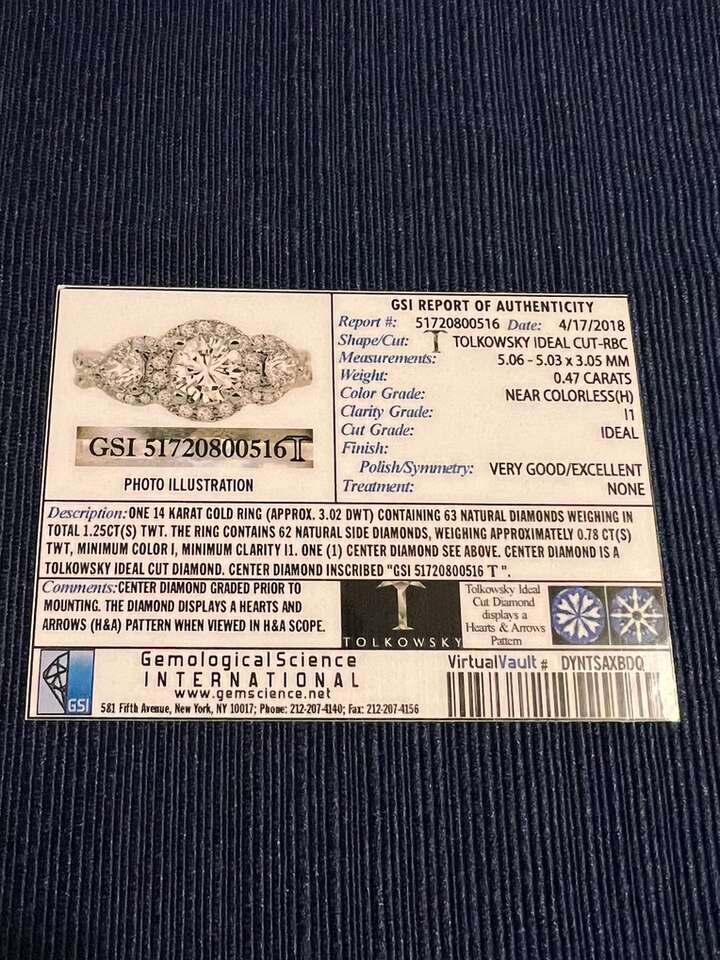 GSI 51720800516T
PHOTO ILLUSTRATION
GSI REPORT OF AUTHENTICITY
Report #: 51720800516 Date: 4/17/2018
Shape/Cut: T TOLKOWSKY IDEAL CUT-RBC
Measurements: 5.06 - 5.03 x 3.05 MM
Weight: 0.47 CARATS
Color Grade: NEAR COLORLESS(H)
Clarity Grade: I1
Cut Grade: IDEAL
Finish:
Polish/Symmetry: VERY GOOD/EXCELLENT
Treatment: NONE
Description: ONE 14 KARAT GOLD RING (APPROX. 3.02 DWT) CONTAINING 63 NATURAL DIAMONDS WEIGHING IN
TOTAL 1.25CT(S) TWT. THE RING CONTAINS 62 NATURAL SIDE DIAMONDS, WEIGHING APPROXIMATELY 0.78 CT(S)
TWT, MINIMUM COLOR I, MINIMUM CLARITY I1. ONE (1) CENTER DIAMOND SEE ABOVE. CENTER DIAMOND IS A
TOLKOWSKY IDEAL CUT DIAMOND. CENTER DIAMOND INSCRIBED "GSI 51720800516 T ".
Comments: CENTER DIAMOND GRADED PRIOR TO
MOUNTING. THE DIAMOND DISPLAYS A HEARTS AND
ARROWS (H&A) PATTERN WHEN VIEWED IN H&A SCOPE.
T
TOLKOWSKY
Tolkowsky Ideal
Cut Diamond
displays a
Hearts & Arrows
Pattern
GSI
Gemological Science
INTERNATIONAL
www.gemscience.net
581 Fifth Avenue, New York, NY 10017; Phone: 212-207-4140; Fax: 212-207-4156
VirtualVault # DYNTSAXBDQ